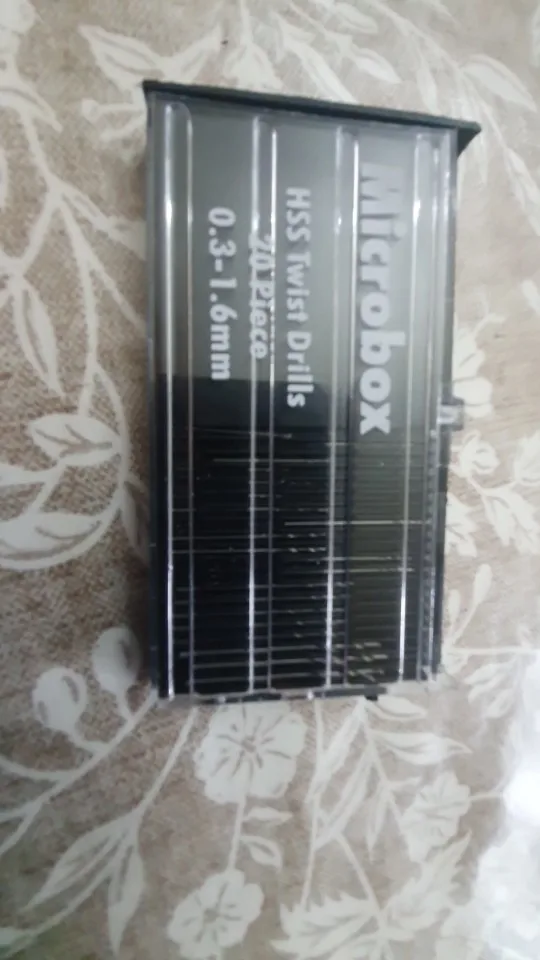 Microbox
HSS Twist Drills
20 Piece
0.3-1.6mm